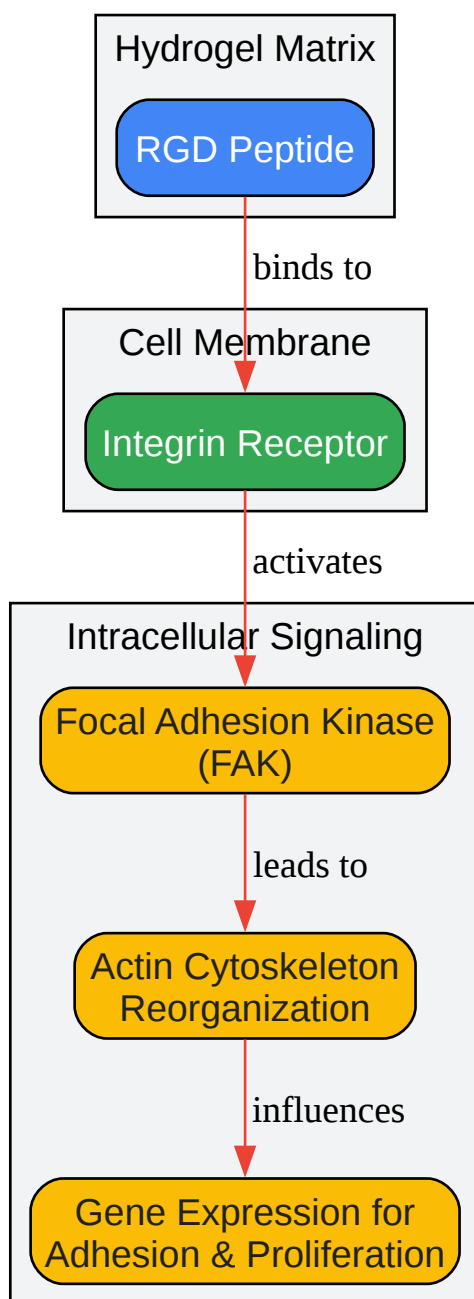 Hydrogel Matrix
RGD Peptide
binds to
Cell Membrane
Integrin Receptor
activates
Intracellular Signaling
Focal Adhesion Kinase
(FAK)
leads to
Actin Cytoskeleton
Reorganization
influences
Gene Expression for
Adhesion & Proliferation